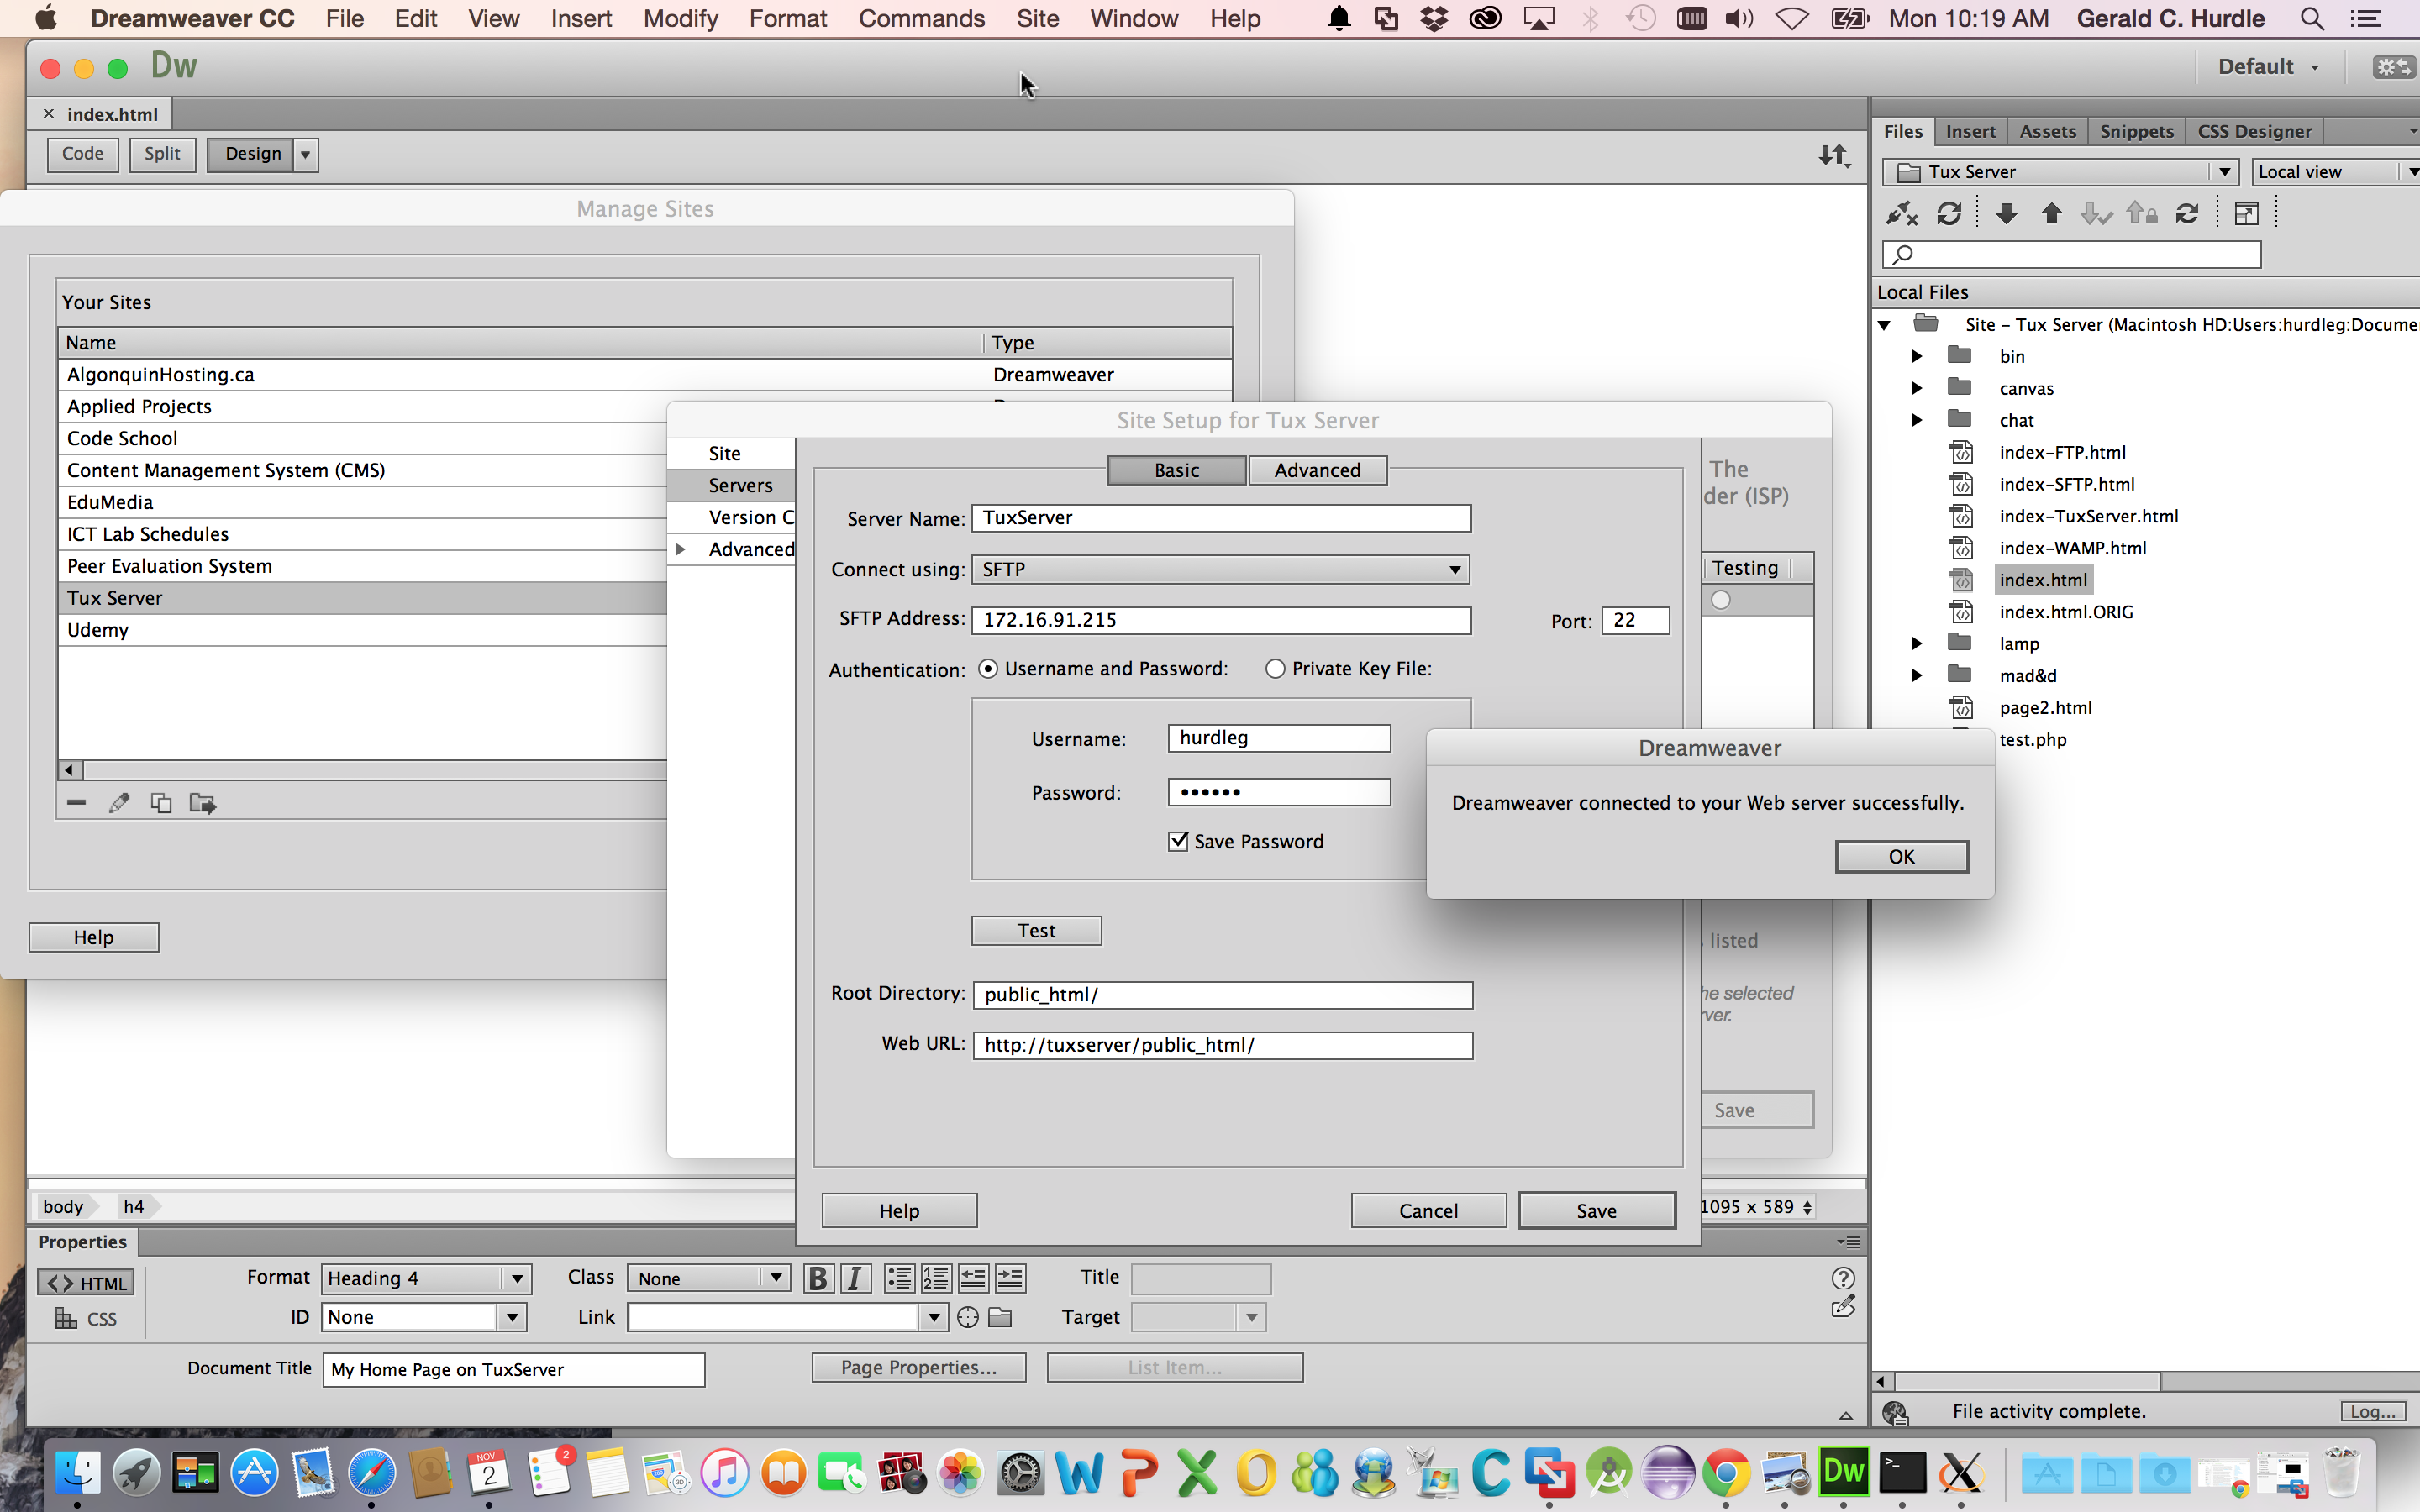 Dreamweaver CC File Edit View Insert Modify Format Commands Site Window Help Mon 10:19 AM Gerald C. Hurdle
Dw Default
index.html
Code Split Design
Files Insert Assets Snippets CSS Designer
Tux Server Local view
Manage Sites
Your Sites
Name Type
AlgonquinHosting.ca Dreamweaver
Applied Projects
Code School
Content Management System (CMS)
EduMedia
ICT Lab Schedules
Peer Evaluation System
Tux Server
Udemy
Help
Site Setup for Tux Server
Site
Servers
Version C
Advanced
Basic Advanced
Server Name: TuxServer
Connect using: SFTP
SFTP Address: 172.16.91.215 Port: 22
Authentication: Username and Password: Private Key File:
Username: hurdleg
Password: ••••••
Save Password
Test
Root Directory: public_html/
Web URL: http://tuxserver/public_html/
Help Cancel Save
The
der (ISP)
Testing
listed
he selected
rver.
Save
Dreamweaver
Dreamweaver connected to your Web server successfully.
OK
Local Files
Site – Tux Server (Macintosh HD:Users:hurdleg:Docume
bin
canvas
chat
index-FTP.html
index-SFTP.html
index-TuxServer.html
index-WAMP.html
index.html
index.html.ORIG
lamp
mad&d
page2.html
test.php
body h4 1095 x 589
Properties
HTML Format Heading 4 Class None B I Title
CSS ID None Link Target
Document Title My Home Page on TuxServer Page Properties... List Item...
File activity complete. Log...
NOV
2
2
3D
W P X O C Dw X